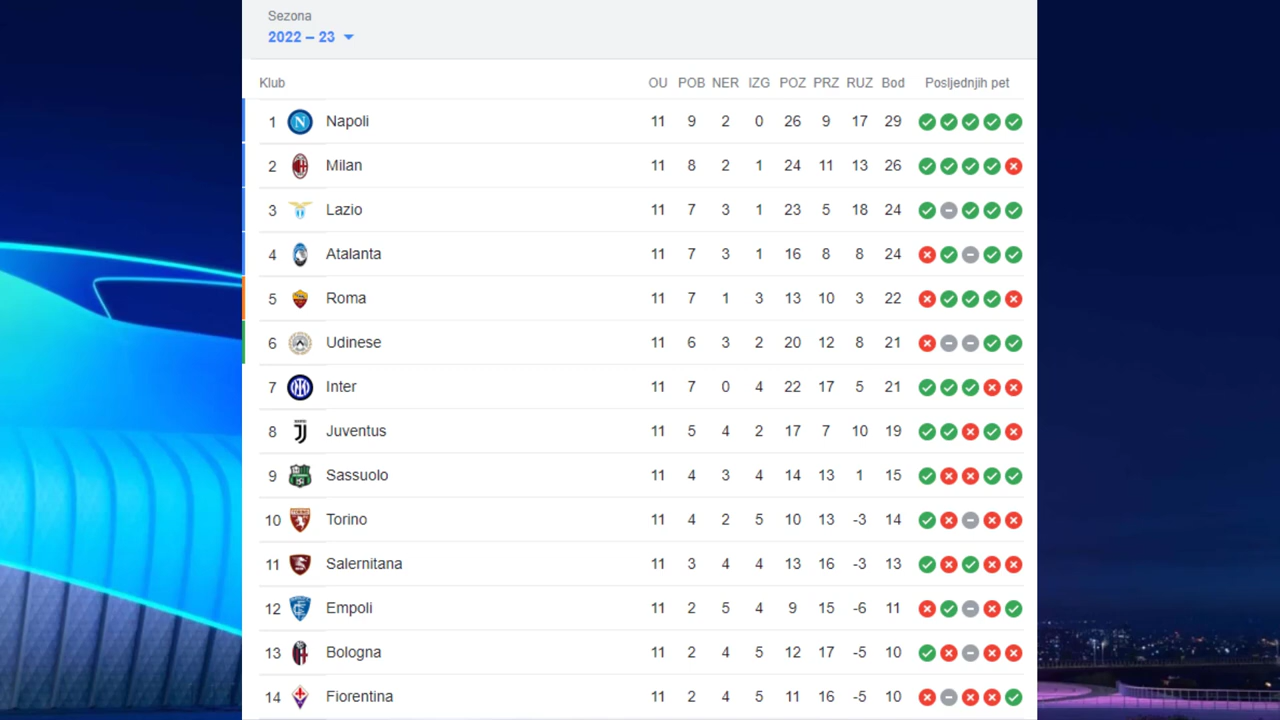 Sezona
2022 – 23
Klub OU POB NER IZG POZ PRZ RUZ Bod Posljednjih pet
1 N Napoli 11 9 2 0 26 9 17 29
2 Milan 11 8 2 1 24 11 13 26
3 Lazio 11 7 3 1 23 5 18 24
4 Atalanta 11 7 3 1 16 8 8 24
5 Roma 11 7 1 3 13 10 3 22
6 Udinese 11 6 3 2 20 12 8 21
7 Inter 11 7 0 4 22 17 5 21
8 Juventus 11 5 4 2 17 7 10 19
9 Sassuolo 11 4 3 4 14 13 1 15
10 Torino 11 4 2 5 10 13 -3 14
11 Salernitana 11 3 4 4 13 16 -3 13
12 Empoli 11 2 5 4 9 15 -6 11
13 Bologna 11 2 4 5 12 17 -5 10
14 Fiorentina 11 2 4 5 11 16 -5 10